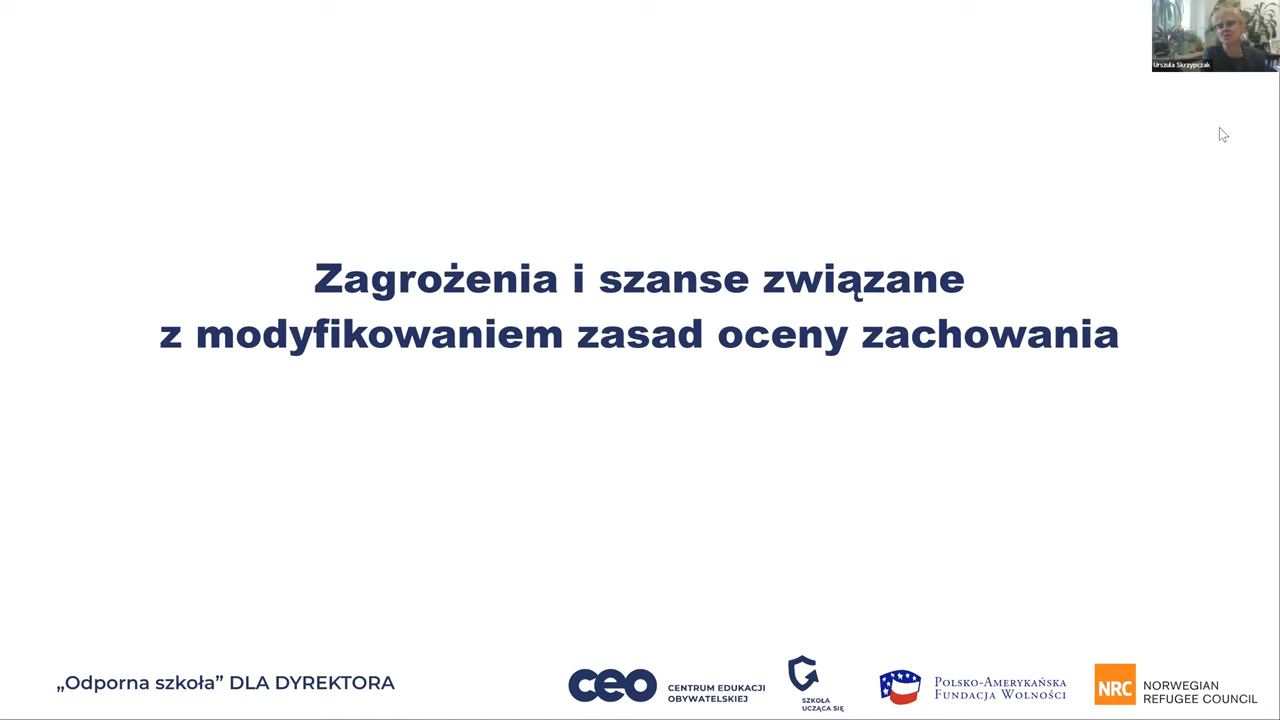 Urszula Skrzypczak
Zagrożenia i szanse związane
z modyfikowaniem zasad oceny zachowania
„Odporna szkoła” DLA DYREKTORA
ceo
CENTRUM EDUKACJI
OBYWATELSKIEJ
SZKOŁA
UCZĄCA SIĘ
POLSKO-AMERYKAŃSKA
FUNDACJA WOLNOŚCI
NRC
NORWEGIAN
REFUGEE COUNCIL